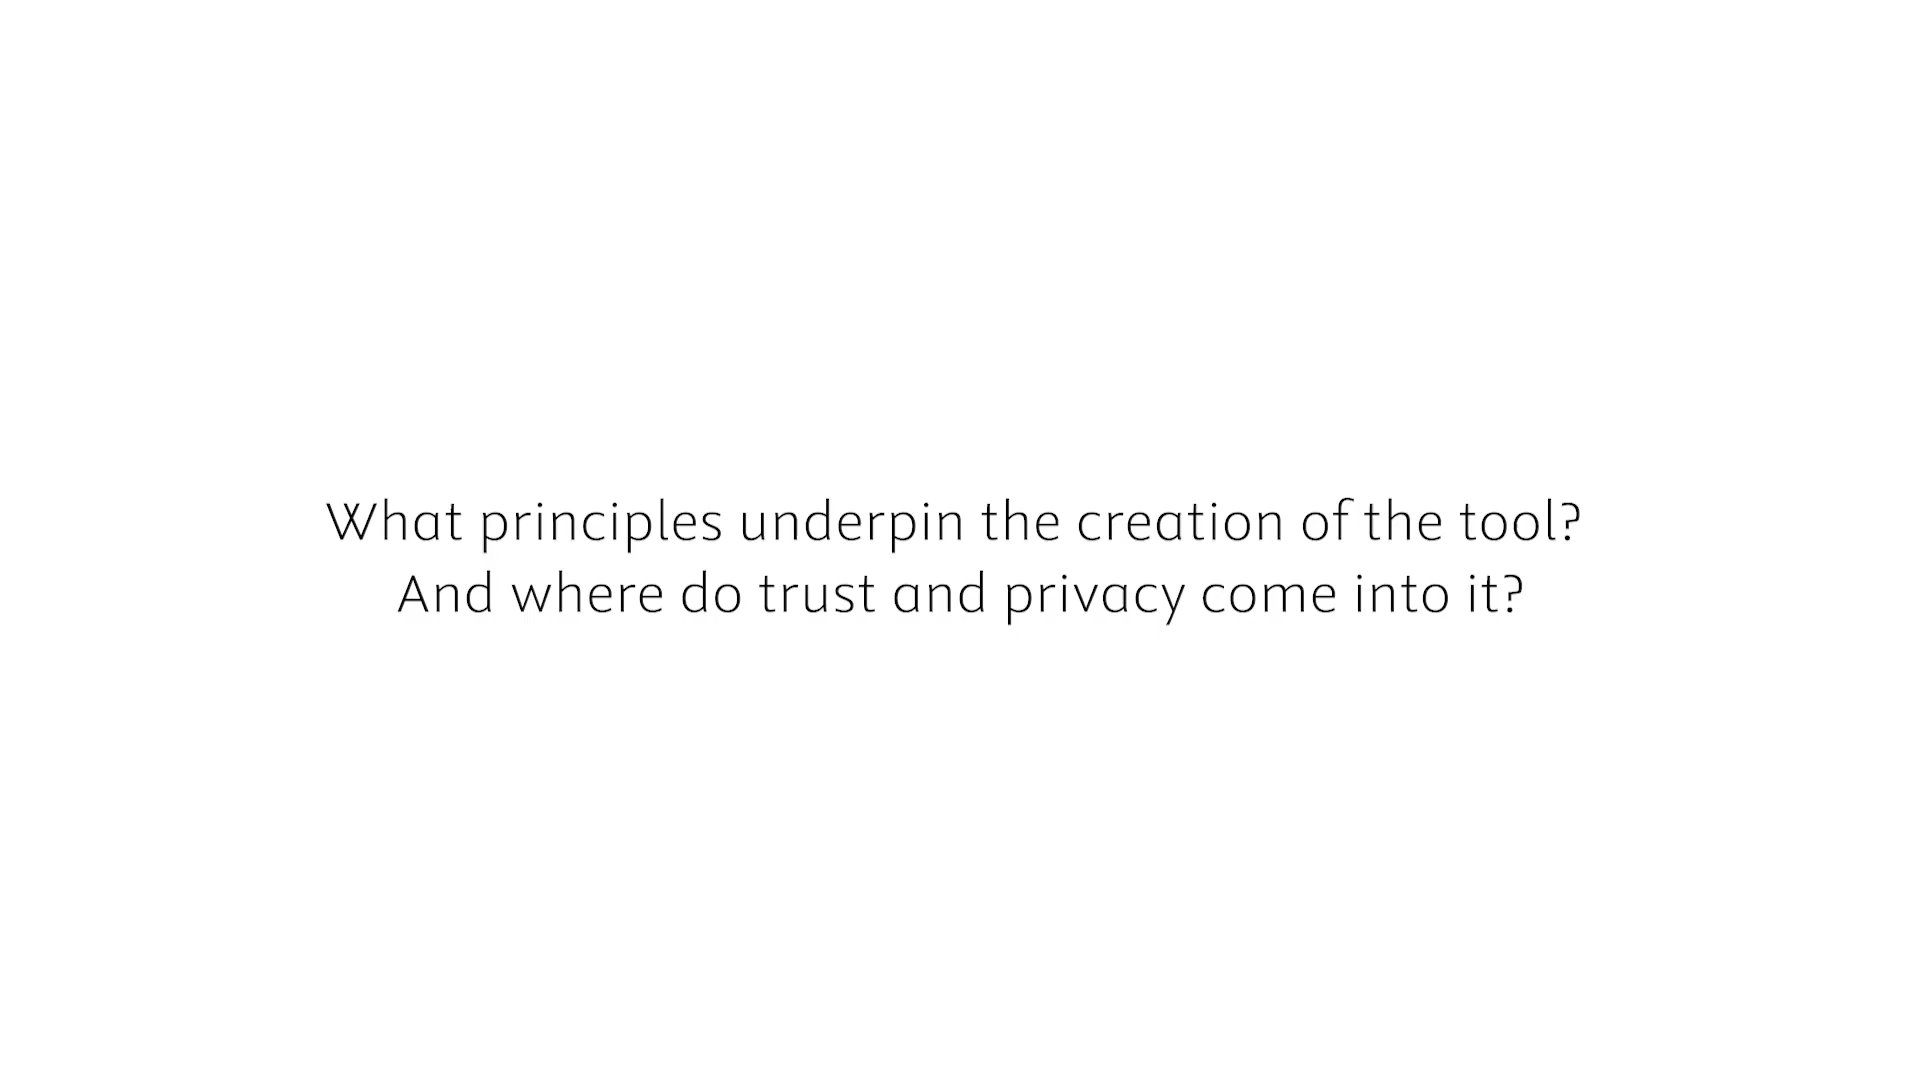 What principles underpin the creation of the tool?
And where do trust and privacy come into it?